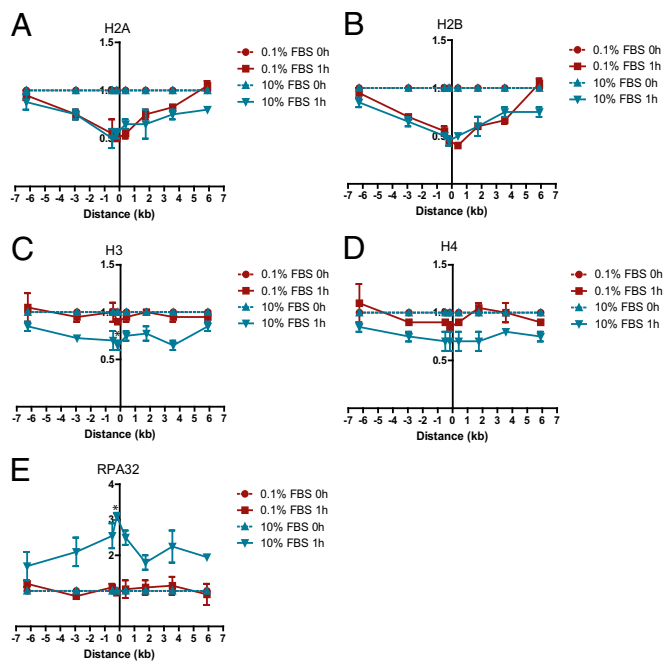 A
H2A
1.5
1.0
0.5
-7 -6 -5 -4 -3 -2 -1 0 1 2 3 4 5 6 7
Distance (kb)
0.1% FBS 0h
0.1% FBS 1h
10% FBS 0h
10% FBS 1h
B
H2B
1.5
1.0
0.5
-7 -6 -5 -4 -3 -2 -1 0 1 2 3 4 5 6 7
Distance (kb)
0.1% FBS 0h
0.1% FBS 1h
10% FBS 0h
10% FBS 1h
C
H3
1.5
1.0
*
0.5
-7 -6 -5 -4 -3 -2 -1 0 1 2 3 4 5 6 7
Distance (kb)
0.1% FBS 0h
0.1% FBS 1h
10% FBS 0h
10% FBS 1h
D
H4
1.5
1.0
0.5
-7 -6 -5 -4 -3 -2 -1 0 1 2 3 4 5 6 7
Distance (kb)
0.1% FBS 0h
0.1% FBS 1h
10% FBS 0h
10% FBS 1h
E
RPA32
4
*
3
2
-7 -6 -5 -4 -3 -2 -1 0 1 2 3 4 5 6 7
Distance (kb)
0.1% FBS 0h
0.1% FBS 1h
10% FBS 0h
10% FBS 1h